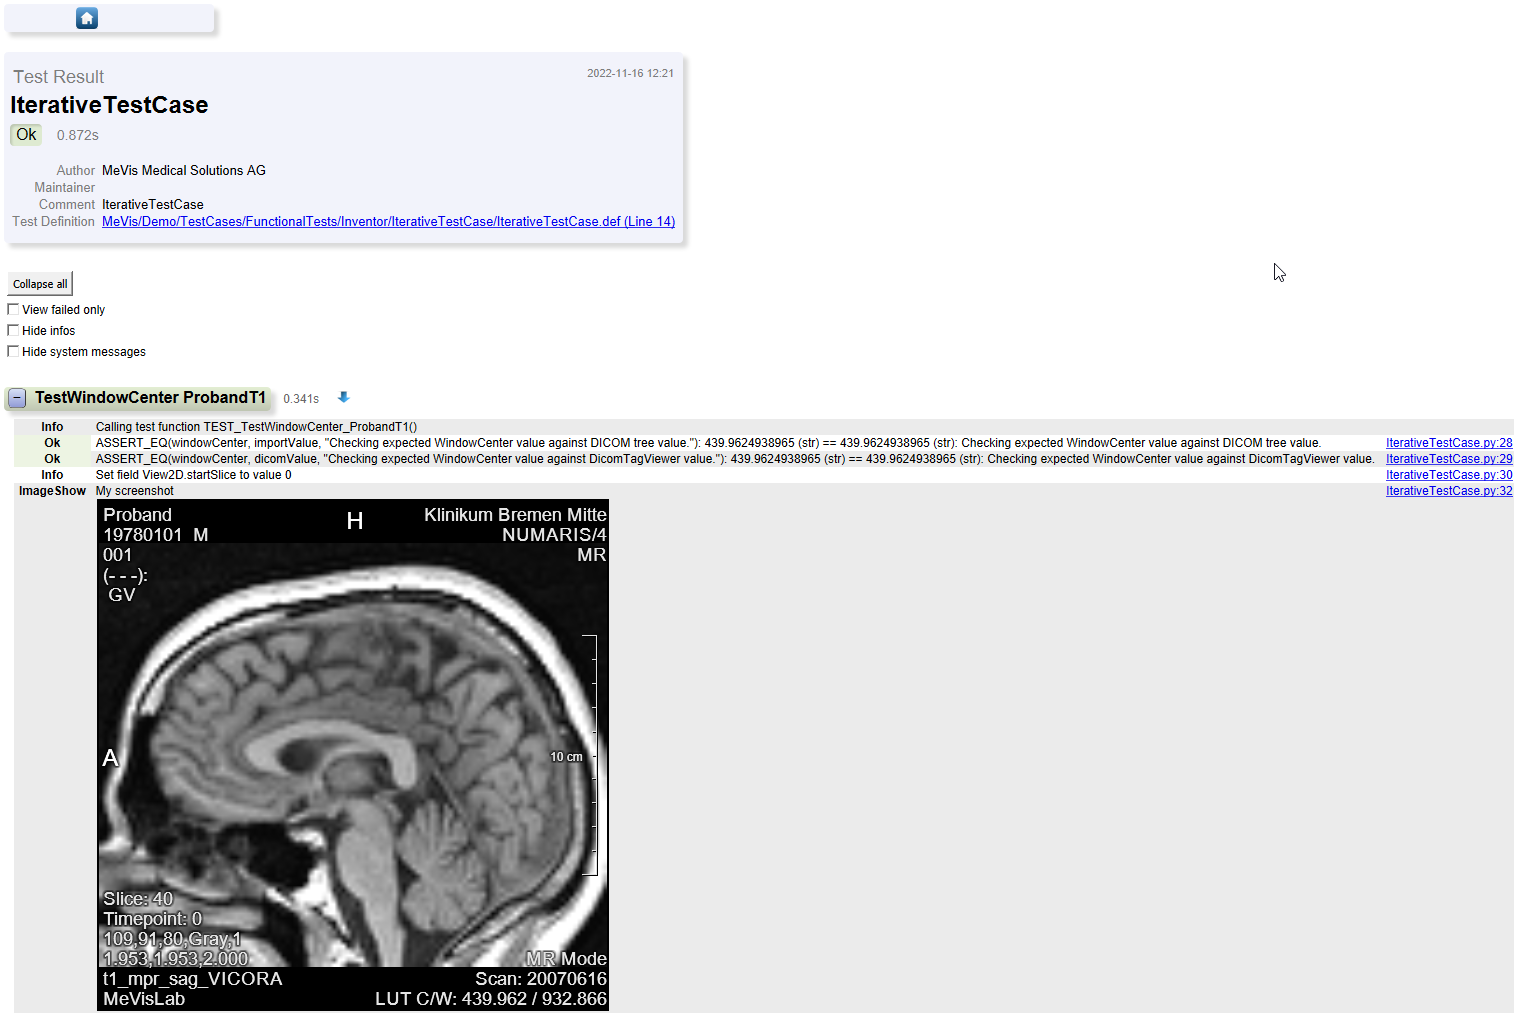 Test Result
2022-11-16 12:21
IterativeTestCase
Ok 0.872s
Author MeVis Medical Solutions AG
Maintainer
Comment IterativeTestCase
Test Definition MeVis/Demo/TestCases/FunctionalTests/Inventor/IterativeTestCase/IterativeTestCase.def (Line 14)
Collapse all
View failed only
Hide infos
Hide system messages
− TestWindowCenter ProbandT1 0.341s
Info Calling test function TEST_TestWindowCenter_ProbandT1()
Ok ASSERT_EQ(windowCenter, importValue, "Checking expected WindowCenter value against DICOM tree value."): 439.9624938965 (str) == 439.9624938965 (str): Checking expected WindowCenter value against DICOM tree value. IterativeTestCase.py:28
Ok ASSERT_EQ(windowCenter, dicomValue, "Checking expected WindowCenter value against DicomTagViewer value."): 439.9624938965 (str) == 439.9624938965 (str): Checking expected WindowCenter value against DicomTagViewer value. IterativeTestCase.py:29
Info Set field View2D.startSlice to value 0 IterativeTestCase.py:30
ImageShow My screenshot IterativeTestCase.py:32
Proband H Klinikum Bremen Mitte
19780101 M NUMARIS/4
001 MR
(- - -):
GV
A
10 cm
Slice: 40
Timepoint: 0
109,91,80,Gray,1
1.953,1.953,2.000 MR Mode
t1_mpr_sag_VICORA Scan: 20070616
MeVisLab LUT C/W: 439.962 / 932.866